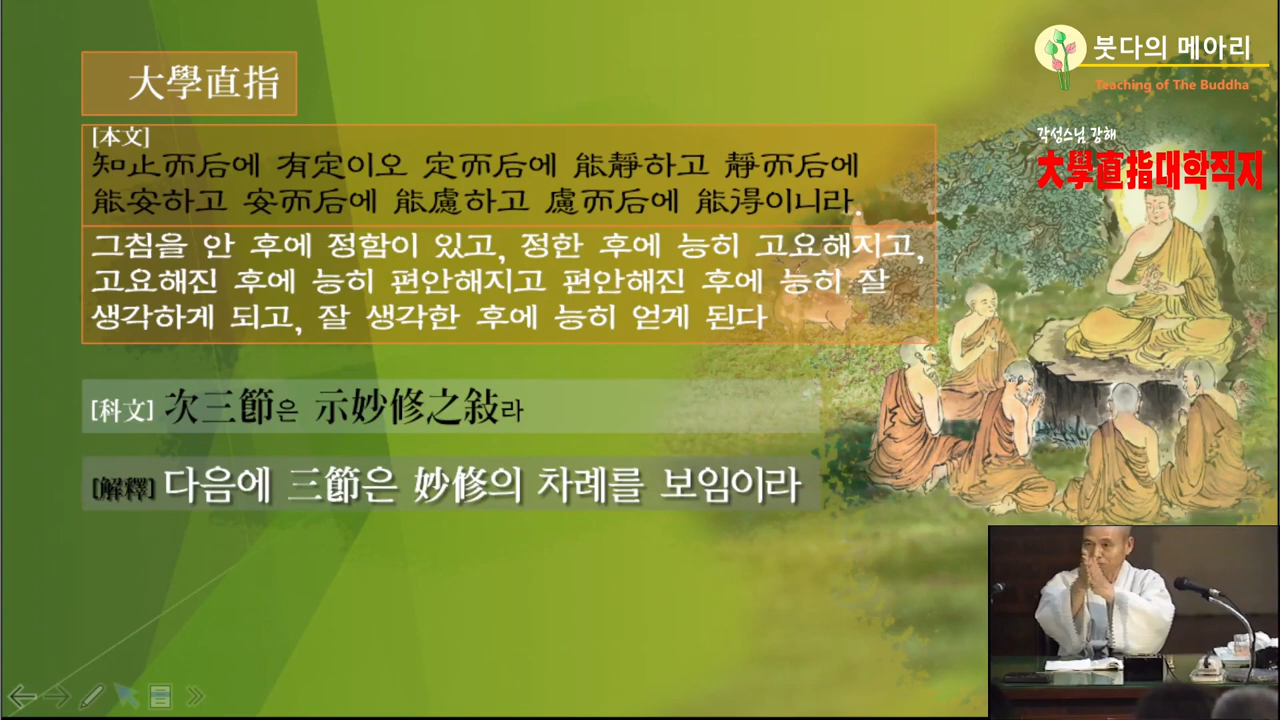 大學直指
[本文]
知止而后에 有定이오 定而后에 能靜하고 靜而后에
能安하고 安而后에 能慮하고 慮而后에 能得이니라.
그침을 안 후에 정함이 있고, 정한 후에 능히 고요해지고,
고요해진 후에 능히 편안해지고 편안해진 후에 능히 잘
생각하게 되고, 잘 생각한 후에 능히 얻게 된다
[科文] 次三節은 示妙修之敍라
[解釋] 다음에 三節은 妙修의 차례를 보임이라
붓다의 메아리
Teaching of The Buddha
각성스님 강해
大學直指대학직지